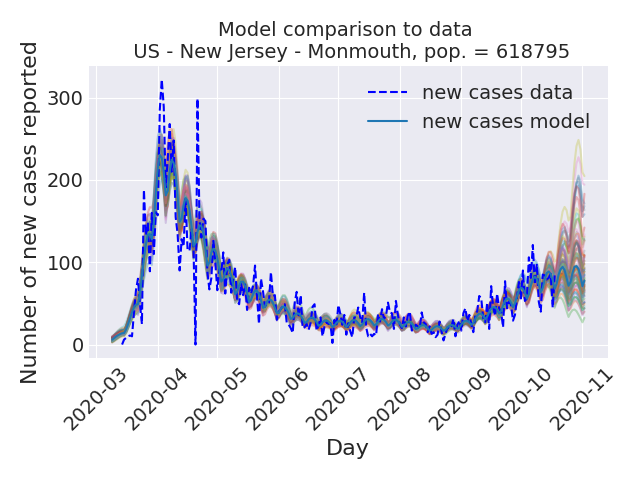 Model comparison to data
US - New Jersey - Monmouth, pop. = 618795
Number of new cases reported
300
200
100
0
new cases data
new cases model
2020-03
2020-04
2020-05
2020-06
2020-07
2020-08
2020-09
2020-10
2020-11
Day